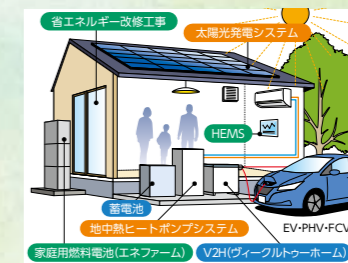 省エネルギー改修工事
太陽光発電システム
HEMS
蓄電池
地中熱ヒートポンプシステム
EV・PHV・FCV
家庭用燃料電池(エネファーム)
V2H(ヴィークルトゥーホーム)